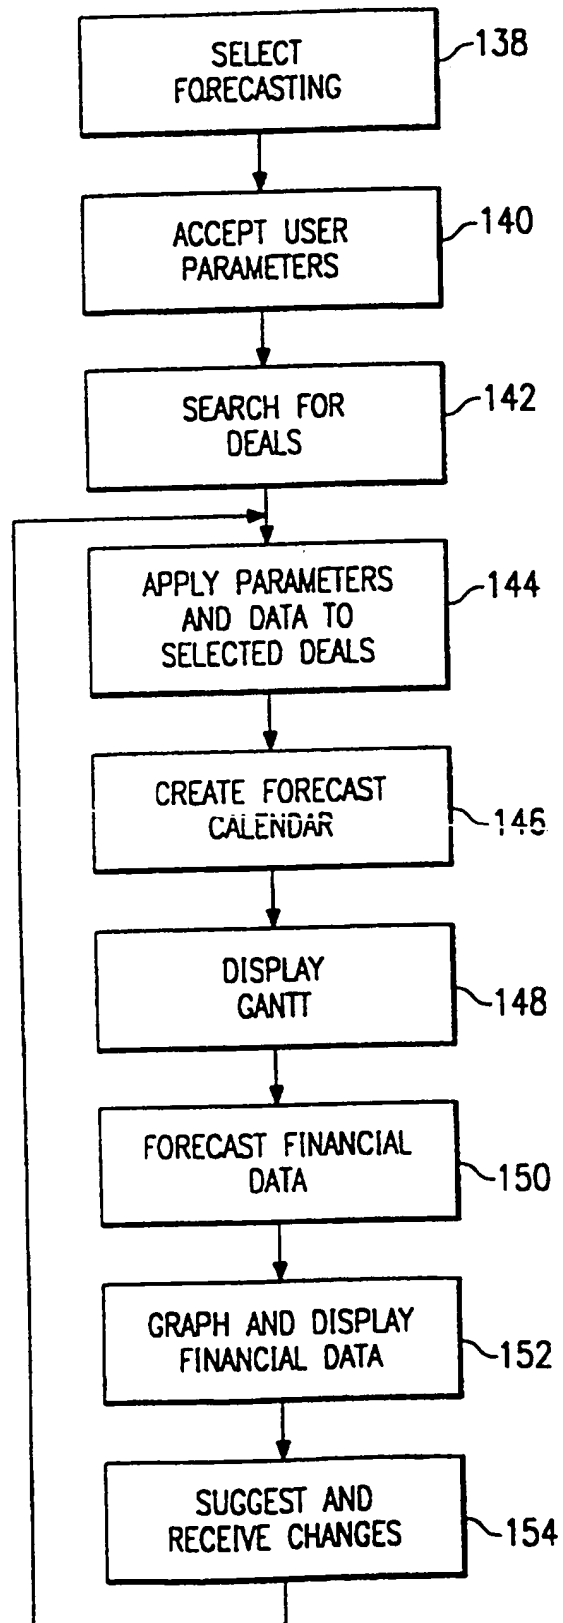 SELECT
FORECASTING
138
ACCEPT USER
PARAMETERS
140
SEARCH FOR
DEALS
142
APPLY PARAMETERS
AND DATA TO
SELECTED DEALS
144
CREATE FORECAST
CALENDAR
146
DISPLAY
GANTT
148
FORECAST FINANCIAL
DATA
150
GRAPH AND DISPLAY
FINANCIAL DATA
152
SUGGEST AND
RECEIVE CHANGES
154